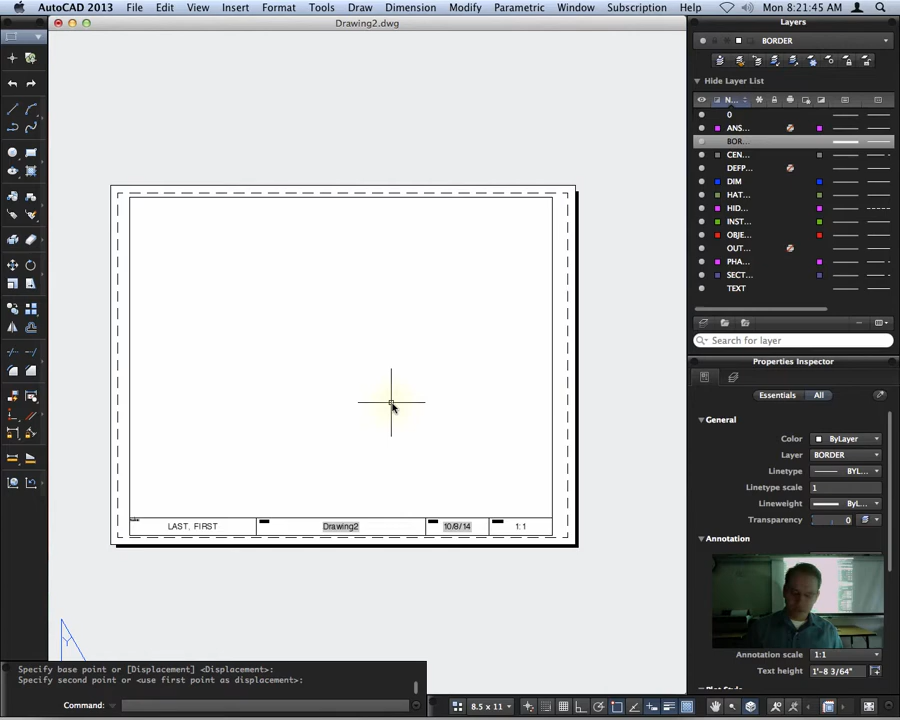 AutoCAD 2013 File Edit View Insert Format Tools Draw Dimension Modify Parametric Window Subscription Help Mon 8:21:45 AM
Drawing2.dwg
Layers
BORDER
Hide Layer List
N...
0
ANS...
BOR...
CEN...
DEFP...
DIM
HAT...
HID...
INST...
OBJE...
OUT...
PHA...
SECT...
TEXT
Search for layer
Properties Inspector
Essentials All
General
Color ByLayer
Layer BORDER
Linetype BYL...
Linetype scale 1
Lineweight ByL...
Transparency 0
Annotation
Annotation scale 1:1
Text height 1'-8 3/64"
LAST, FIRST Drawing2 10/8/14 1:1
Y
Specify base point or [Displacement] <Displacement>:
Specify second point or <use first point as displacement>:
Command:
8.5 x 11